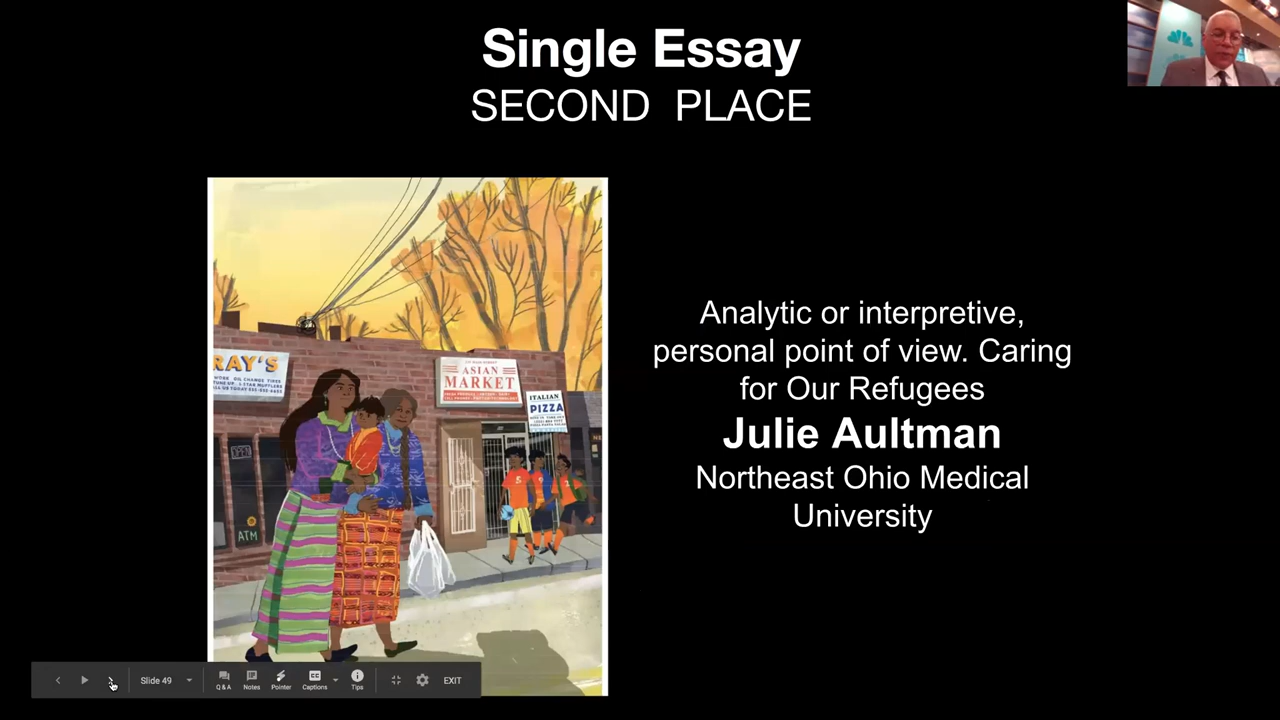 Single Essay
SECOND PLACE
RAY'S
ASIAN
MARKET
ITALIAN
PIZZA
OPEN
ATM
Analytic or interpretive,
personal point of view. Caring
for Our Refugees
Julie Aultman
Northeast Ohio Medical
University
Slide 49
Q & A
Notes
Pointer
CC
Captions
Tips
EXIT